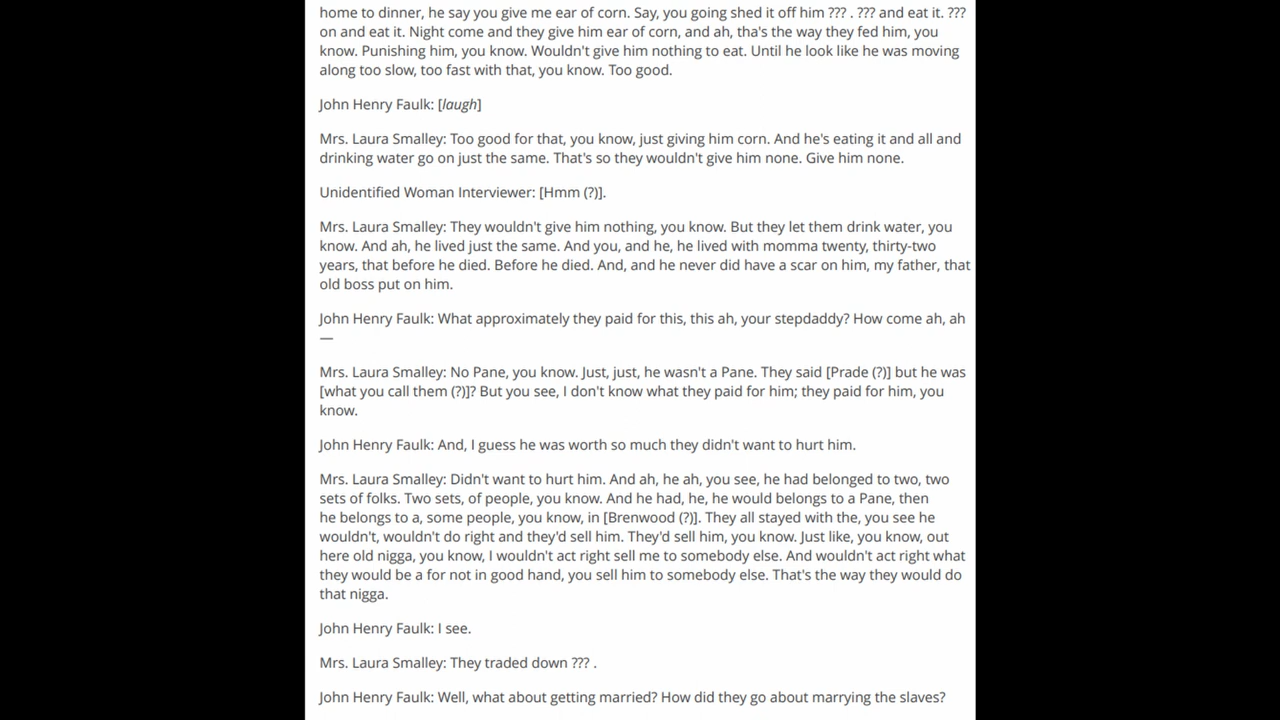 home to dinner, he say you give me ear of corn. Say, you going shed it off him ??? . ??? and eat it. ???
on and eat it. Night come and they give him ear of corn, and ah, tha's the way they fed him, you
know. Punishing him, you know. Wouldn't give him nothing to eat. Until he look like he was moving
along too slow, too fast with that, you know. Too good.
John Henry Faulk: [laugh]
Mrs. Laura Smalley: Too good for that, you know, just giving him corn. And he's eating it and all and
drinking water go on just the same. That's so they wouldn't give him none. Give him none.
Unidentified Woman Interviewer: [Hmm (?)].
Mrs. Laura Smalley: They wouldn't give him nothing, you know. But they let them drink water, you
know. And ah, he lived just the same. And you, and he, he lived with momma twenty, thirty-two
years, that before he died. Before he died. And, and he never did have a scar on him, my father, that
old boss put on him.
John Henry Faulk: What approximately they paid for this, this ah, your stepdaddy? How come ah, ah
—
Mrs. Laura Smalley: No Pane, you know. Just, just, he wasn't a Pane. They said [Prade (?)] but he was
[what you call them (?)]? But you see, I don't know what they paid for him; they paid for him, you
know.
John Henry Faulk: And, I guess he was worth so much they didn't want to hurt him.
Mrs. Laura Smalley: Didn't want to hurt him. And ah, he ah, you see, he had belonged to two, two
sets of folks. Two sets, of people, you know. And he had, he, he would belongs to a Pane, then
he belongs to a, some people, you know, in [Brenwood (?)]. They all stayed with the, you see he
wouldn't, wouldn't do right and they'd sell him. They'd sell him, you know. Just like, you know, out
here old nigga, you know, I wouldn't act right sell me to somebody else. And wouldn't act right what
they would be a for not in good hand, you sell him to somebody else. That's the way they would do
that nigga.
John Henry Faulk: I see.
Mrs. Laura Smalley: They traded down ??? .
John Henry Faulk: Well, what about getting married? How did they go about marrying the slaves?